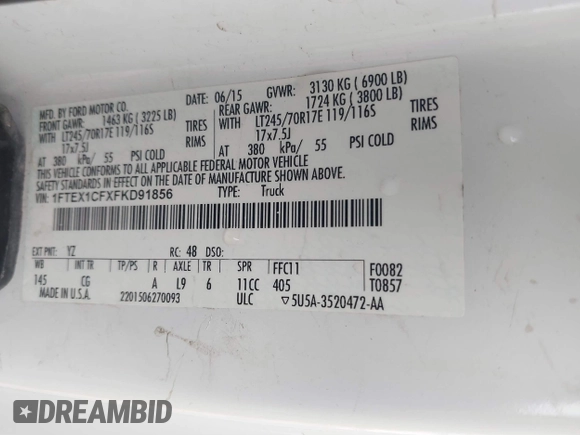 MFD. BY FORD MOTOR CO.
06/15 GVWR: 3130 KG ( 6900 LB)
FRONT GAWR: 1463 KG ( 3225 LB)
REAR GAWR: 1724 KG ( 3800 LB)
WITH LT245/70R17E 119/116S TIRES
WITH LT245/70R17E 119/116S TIRES
17x7.5J RIMS
17x7.5J RIMS
AT 380 kPa/ 55 PSI COLD
AT 380 kPa/ 55 PSI COLD
THIS VEHICLE CONFORMS TO ALL APPLICABLE FEDERAL MOTOR VEHICLE
SAFETY AND THEFT PREVENTION STANDARDS IN EFFECT ON THE DATE OF MANUFACTURE SHOWN ABOVE.
VIN: 1FTEX1CFXFKD91856
TYPE: Truck
EXT PNT: YZ RC: 48 DSO:
WB INT TR TP/PS R AXLE TR SPR FFC11 F0082
145 CG A L9 6 11CC 405 T0857
2201506270093 ULC ▽5U5A-3520472-AA
DREAMBID